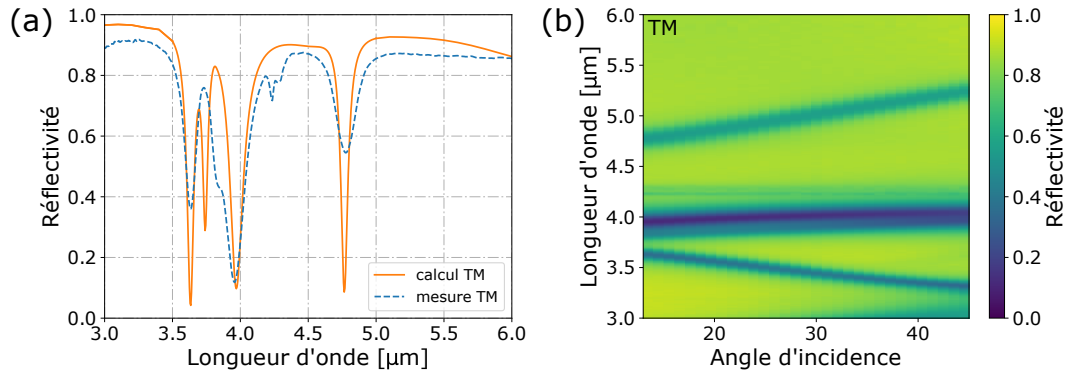 (a)
Réflectivité
1.0
0.8
0.6
0.4
0.2
0.0
3.0 3.5 4.0 4.5 5.0 5.5 6.0
Longueur d'onde [µm]
calcul TM
mesure TM
(b)
TM
Longueur d'onde [µm]
6.0
5.5
5.0
4.5
4.0
3.5
3.0
20 30 40
Angle d'incidence
1.0
0.8
0.6
0.4
0.2
0.0
Réflectivité